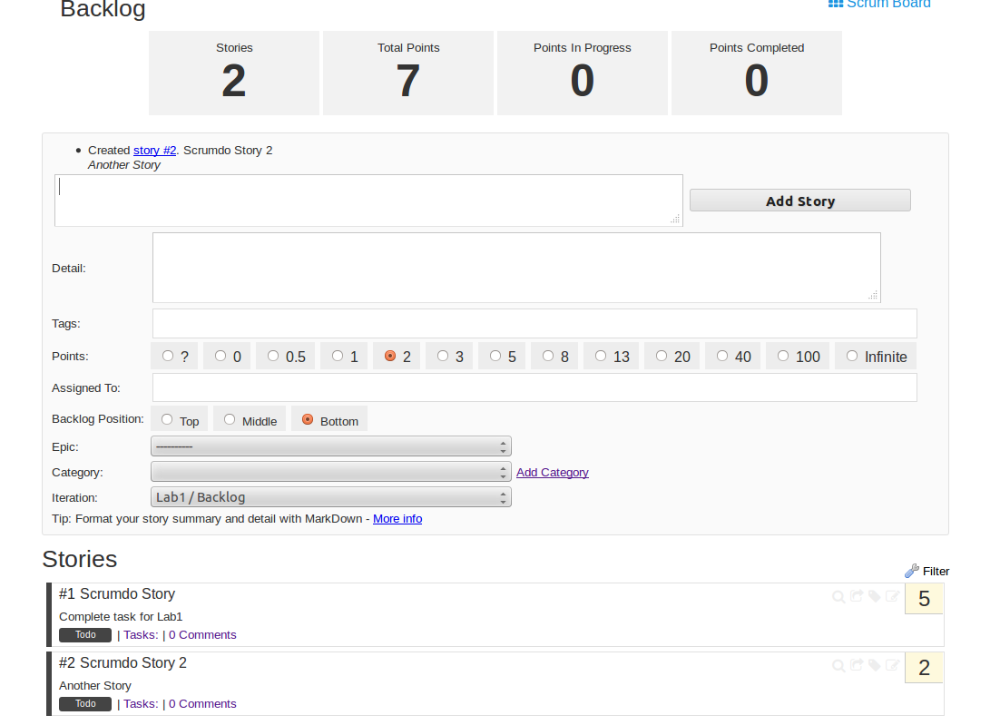 Backlog
Scrum Board
Stories
2
Total Points
7
Points In Progress
0
Points Completed
0
Created story #2. Scrumdo Story 2
Another Story
Add Story
Detail:
Tags:
Points: ? 0 0.5 1 2 3 5 8 13 20 40 100 Infinite
Assigned To:
Backlog Position: Top Middle Bottom
Epic: ----------
Category: Add Category
Iteration: Lab1 / Backlog
Tip: Format your story summary and detail with MarkDown - More info
Stories
Filter
#1 Scrumdo Story
5
Complete task for Lab1
Todo | Tasks: | 0 Comments
#2 Scrumdo Story 2
2
Another Story
Todo | Tasks: | 0 Comments